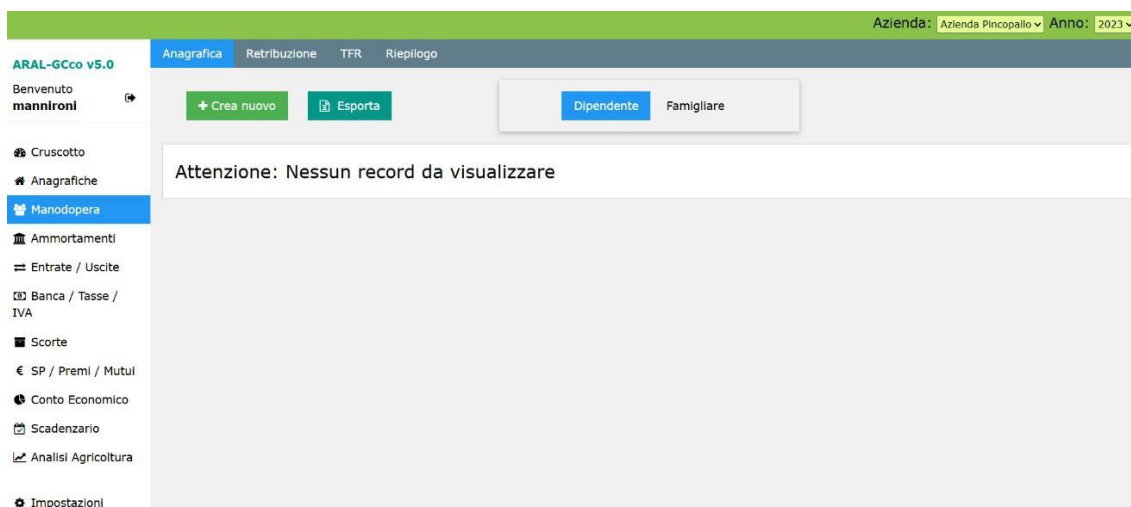 Azienda: Azienda Pincopallo Anno: 2023
ARAL-GCco v5.0
Benvenuto
mannironi
Anagrafica Retribuzione TFR Riepilogo
+ Crea nuovo Esporta Dipendente Famigliare
Attenzione: Nessun record da visualizzare
Cruscotto
Anagrafiche
Manodopera
Ammortamenti
Entrate / Uscite
Banca / Tasse /
IVA
Scorte
€ SP / Premi / Mutui
Conto Economico
Scadenzario
Analisi Agricoltura
Impostazioni